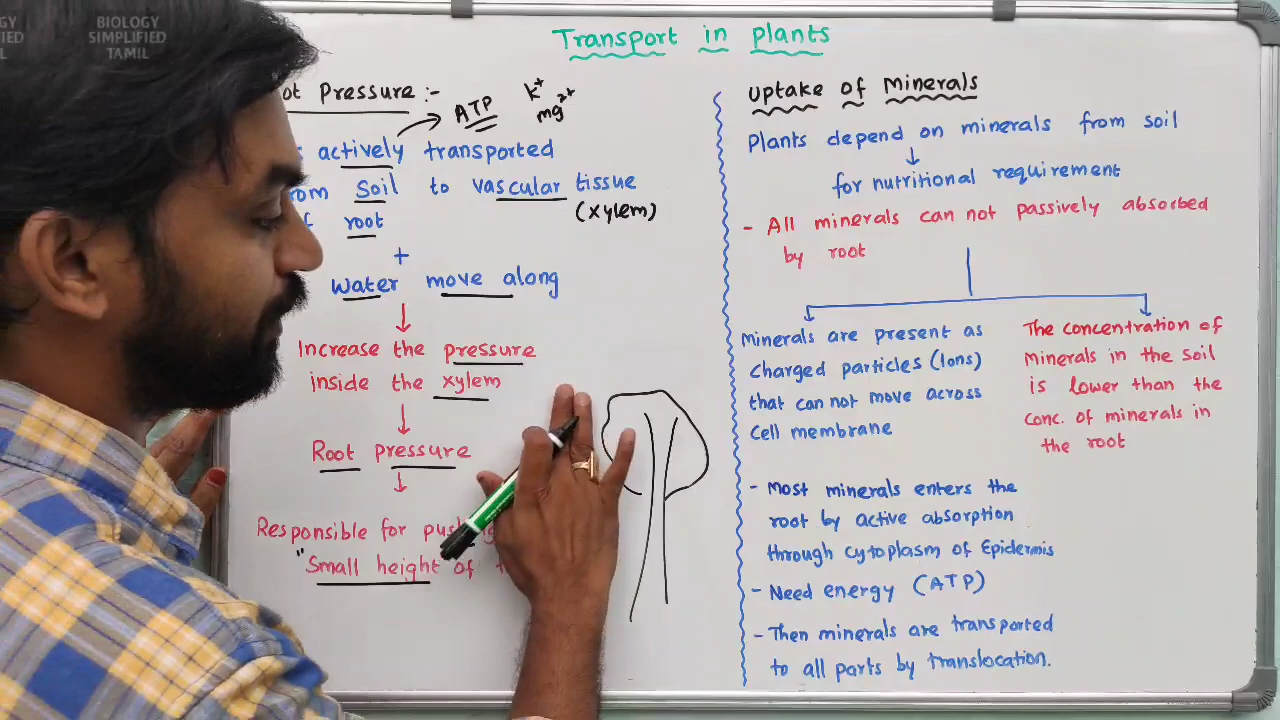 BIOLOGY
SIMPLIFIED
TAMIL
Transport in plants
Pressure :-
ATP
K+
mg2+
actively transported
Soil to vascular tissue
(xylem)
root
+
Water move along
Increase the pressure
inside the xylem
Root pressure
Responsible for
"Small height of
Uptake of Minerals
Plants depend on minerals from soil
for nutritional requirement
- All minerals can not passively absorbed
by root
Minerals are present as
charged particles (Ions)
that can not move across
Cell membrane
The concentration of
Minerals in the soil
is lower than the
conc. of minerals in
the root
- Most minerals enters the
root by active absorption
through cytoplasm of Epidermis
- Need energy (ATP)
- Then minerals are transported
to all parts by translocation.